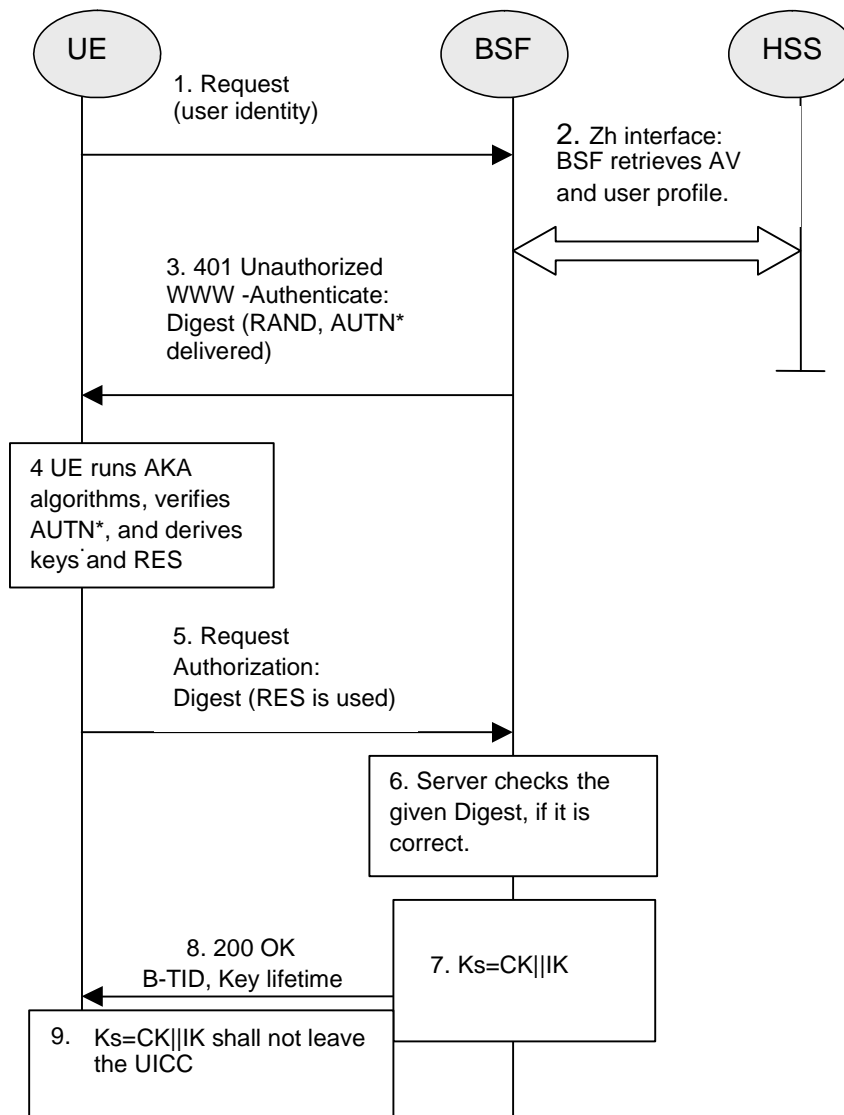 UE
BSF
HSS
1. Request
(user identity)
2. Zh interface:
BSF retrieves AV
and user profile.
3. 401 Unauthorized
WWW -Authenticate:
Digest (RAND, AUTN*
delivered)
4 UE runs AKA
algorithms, verifies
AUTN*, and derives
keys and RES
5. Request
Authorization:
Digest (RES is used)
6. Server checks the
given Digest, if it is
correct.
7. Ks=CK||IK
8. 200 OK
B-TID, Key lifetime
9. Ks=CK||IK shall not leave
the UICC